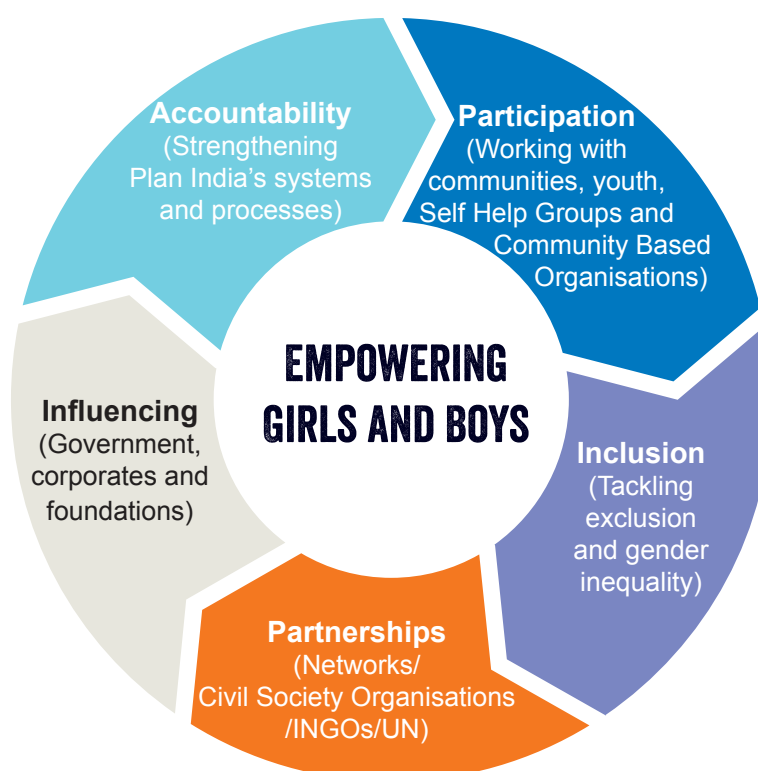 Accountability
(Strengthening
Plan India's systems
and processes)
Participation
(Working with
communities, youth,
Self Help Groups and
Community Based
Organisations)
EMPOWERING
GIRLS AND BOYS
Influencing
(Government,
corporates and
foundations)
Inclusion
(Tackling
exclusion
and gender
inequality)
Partnerships
(Networks/
Civil Society Organisations
/INGOs/UN)